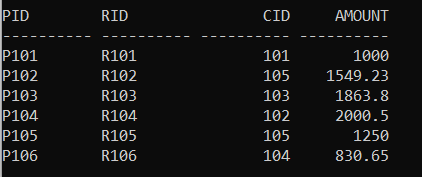 PID        RID               CID     AMOUNT
---------- ---------- ---------- ----------
P101       R101              101       1000
P102       R102              105    1549.23
P103       R103              103     1863.8
P104       R104              102     2000.5
P105       R105              105       1250
P106       R106              104     830.65